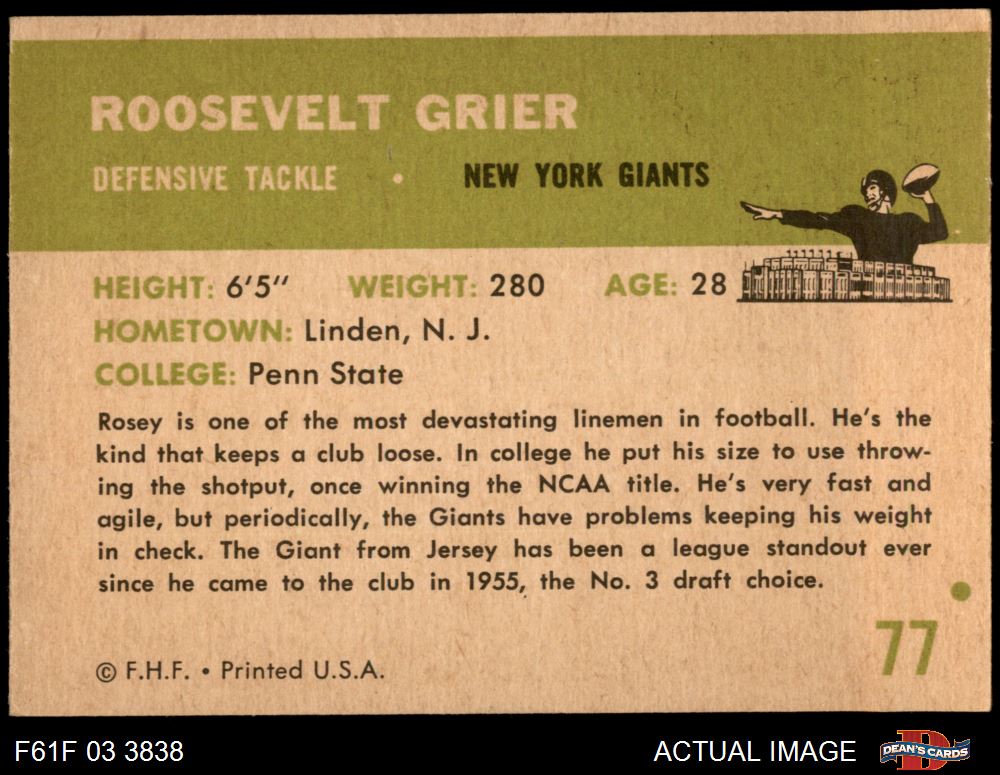 ROOSEVELT GRIER
DEFENSIVE TACKLE • NEW YORK GIANTS
HEIGHT: 6'5" WEIGHT: 280 AGE: 28
HOMETOWN: Linden, N. J.
COLLEGE: Penn State
Rosey is one of the most devastating linemen in football. He's the
kind that keeps a club loose. In college he put his size to use throw-
ing the shotput, once winning the NCAA title. He's very fast and
agile, but periodically, the Giants have problems keeping his weight
in check. The Giant from Jersey has been a league standout ever
since he came to the club in 1955, the No. 3 draft choice.
77
© F.H.F. • Printed U.S.A.
F61F 03 3838 ACTUAL IMAGE DEAN'S CARDS